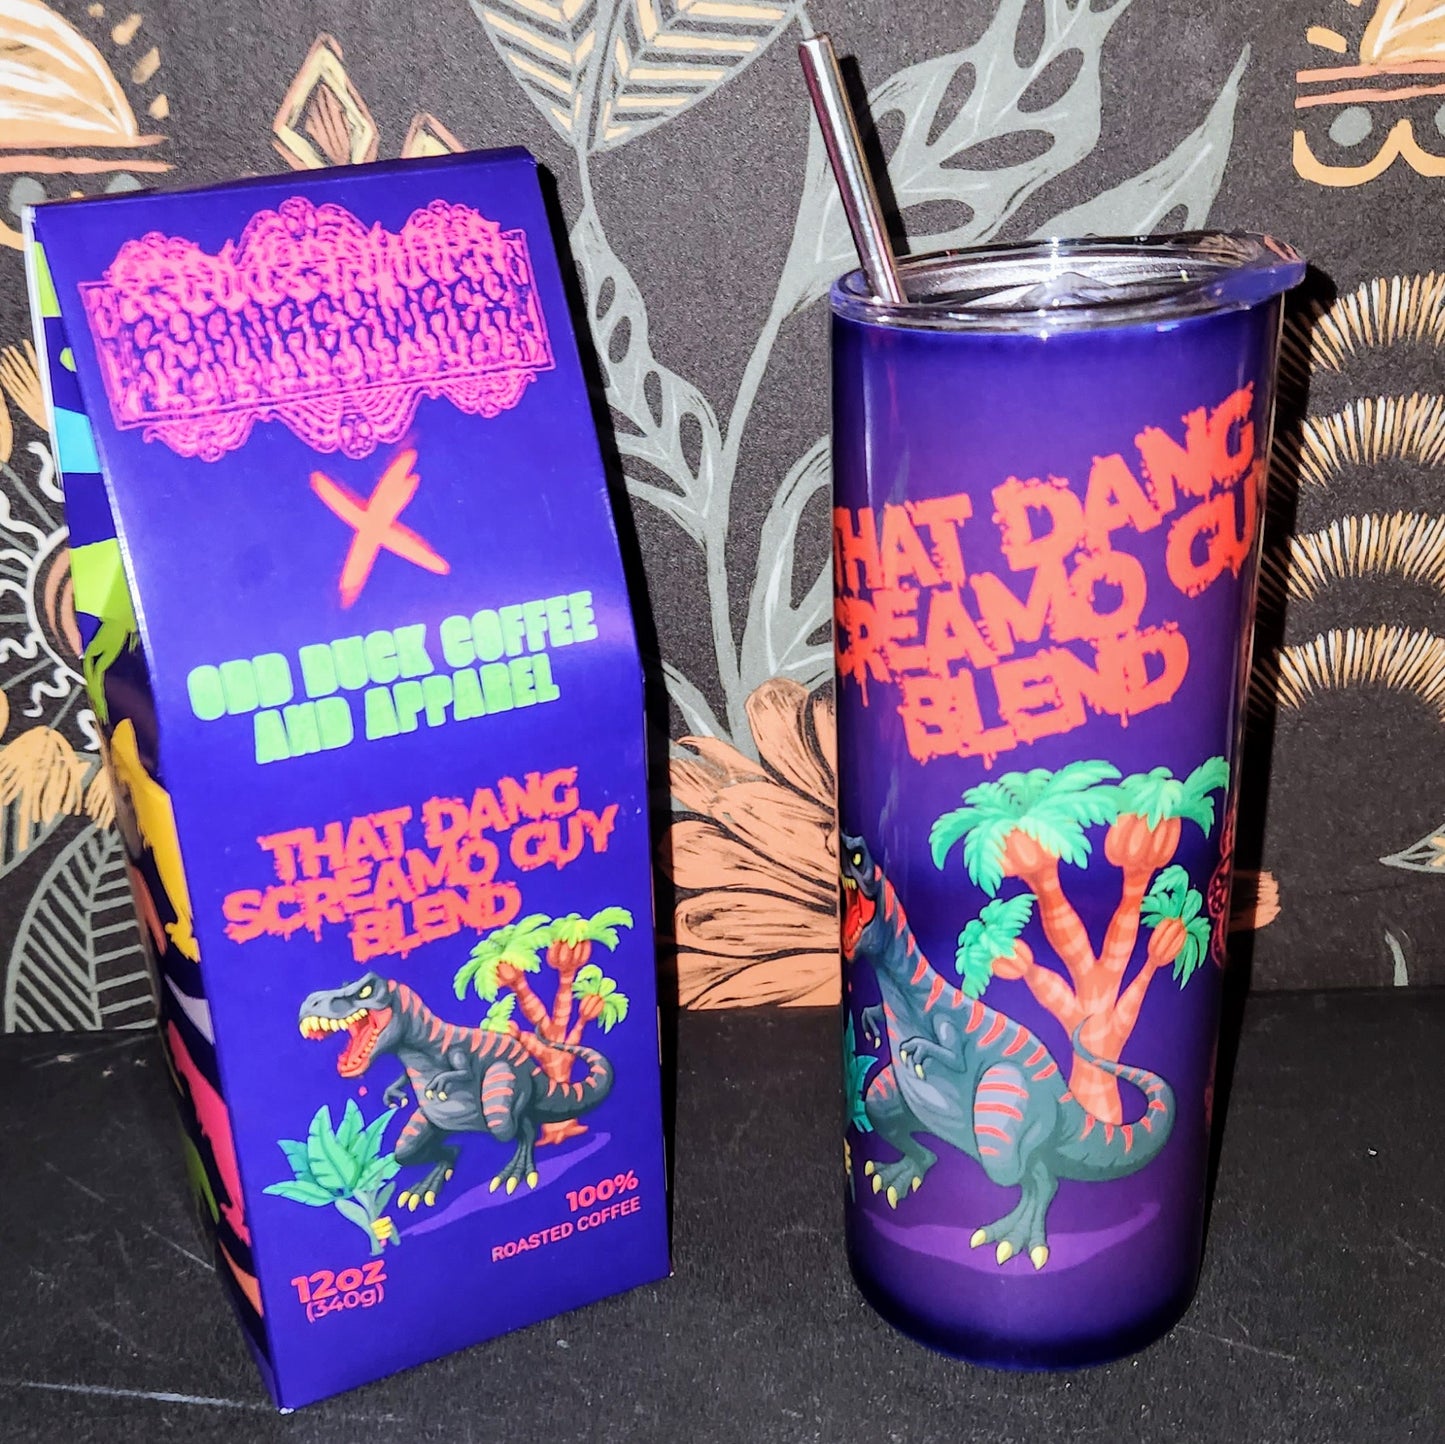 X
ODD DUCK COFFEE
AND APPAREL
THAT DANG
SCREAMO GUY
BLEND
100%
ROASTED COFFEE
12oz
(340g)
THAT DANG
SCREAMO GU
BLEND